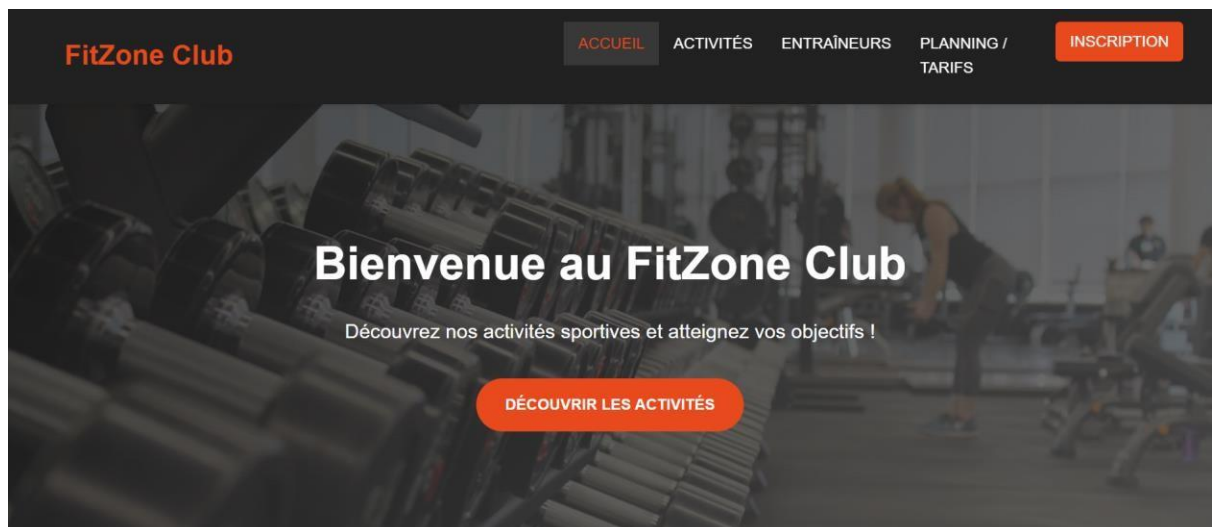 FitZone Club
ACCUEIL
ACTIVITÉS
ENTRAÎNEURS
PLANNING /
TARIFS
INSCRIPTION
Bienvenue au FitZone Club
Découvrez nos activités sportives et atteignez vos objectifs !
DÉCOUVRIR LES ACTIVITÉS